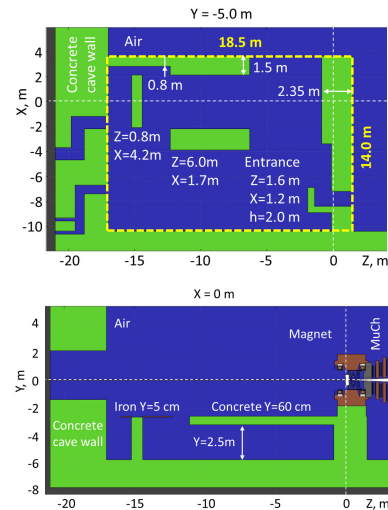 Y = -5.0 m
Air
18.5 m
Concrete
cave wall
1.5 m
0.8 m
2.35 m
Z=0.8m
X=4.2m
Z=6.0m
X=1.7m
Entrance
Z=1.6 m
X=1.2 m
h=2.0 m
14.0 m
X, m
4
2
0
-2
-4
-6
-8
-10
-20
-15
-10
-5
0
Z, m
X = 0 m
Air
Magnet
MuCh
Iron Y=5 cm
Concrete Y=60 cm
Concrete
cave wall
Y=2.5m
Y, m
4
2
0
-2
-4
-6
-8
-20
-15
-10
-5
0
Z, m